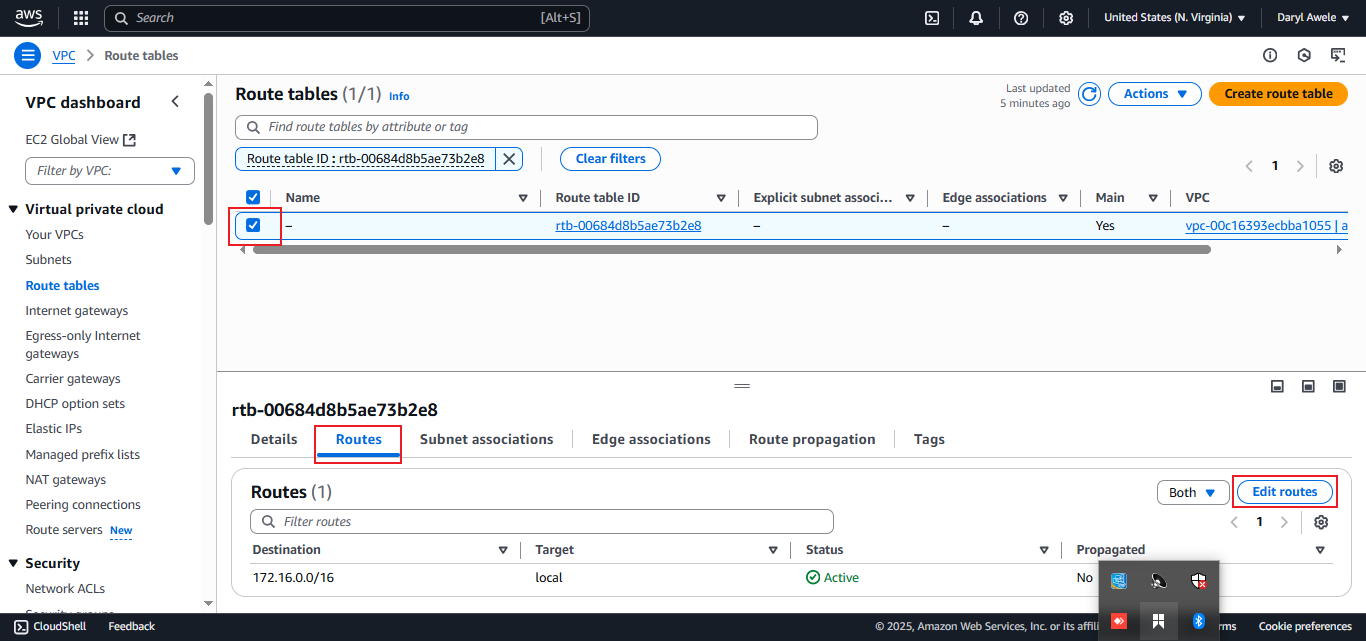 aws
Search
[Alt+S]
United States (N. Virginia)
Daryl Awele
VPC
Route tables
VPC dashboard
EC2 Global View
Filter by VPC:
Virtual private cloud
Your VPCs
Subnets
Route tables
Internet gateways
Egress-only Internet
gateways
Carrier gateways
DHCP option sets
Elastic IPs
Managed prefix lists
NAT gateways
Peering connections
Route servers New
Security
Network ACLs
Security groups
Route tables (1/1) Info
Last updated
5 minutes ago
Actions
Create route table
Find route tables by attribute or tag
Route table ID : rtb-00684d8b5ae73b2e8
Clear filters
1
Name Route table ID Explicit subnet associ... Edge associations Main VPC
– rtb-00684d8b5ae73b2e8 – – Yes vpc-00c16393ecbba1055 | a
rtb-00684d8b5ae73b2e8
Details Routes Subnet associations Edge associations Route propagation Tags
Routes (1)
Both
Edit routes
Filter routes
1
Destination Target Status Propagated
172.16.0.0/16 local Active No
CloudShell Feedback
© 2025, Amazon Web Services, Inc. or its affili
rms Cookie preferences